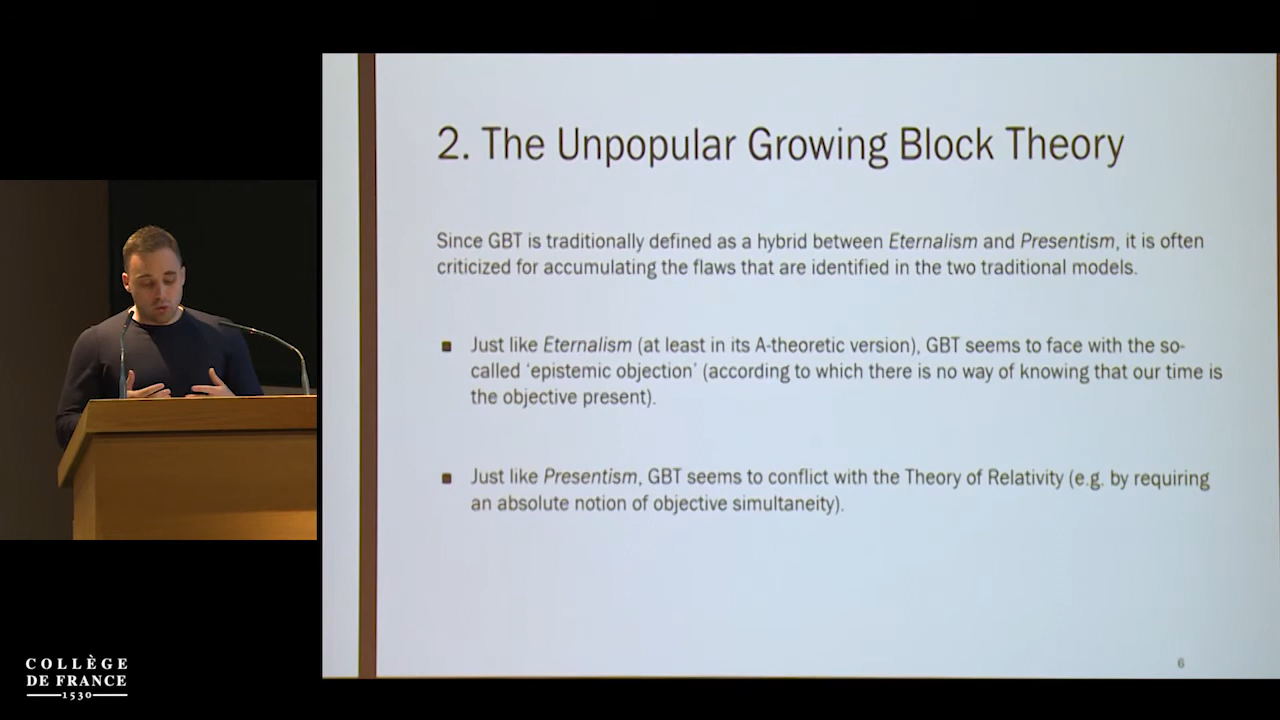 2. The Unpopular Growing Block Theory
Since GBT is traditionally defined as a hybrid between Eternalism and Presentism, it is often
criticized for accumulating the flaws that are identified in the two traditional models.
■ Just like Eternalism (at least in its A-theoretic version), GBT seems to face with the so-
called ‘epistemic objection’ (according to which there is no way of knowing that our time is
the objective present).
■ Just like Presentism, GBT seems to conflict with the Theory of Relativity (e.g. by requiring
an absolute notion of objective simultaneity).
6
COLLÈGE
DE FRANCE
1530